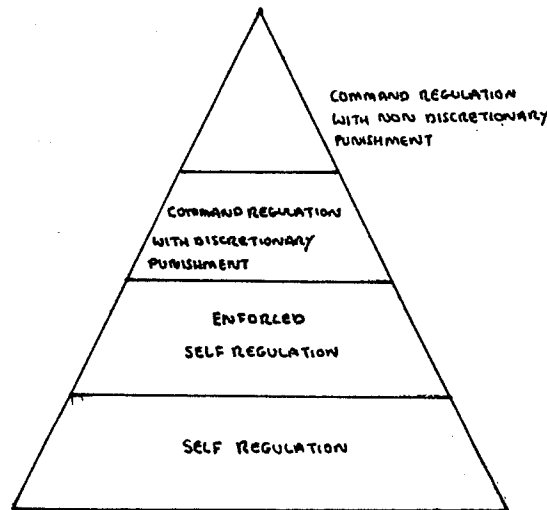 COMMAND REGULATION
WITH NON DISCRETIONARY
PUNISHMENT
COMMAND REGULATION
WITH DISCRETIONARY
PUNISHMENT
ENFORCED
SELF REGULATION
SELF REGULATION